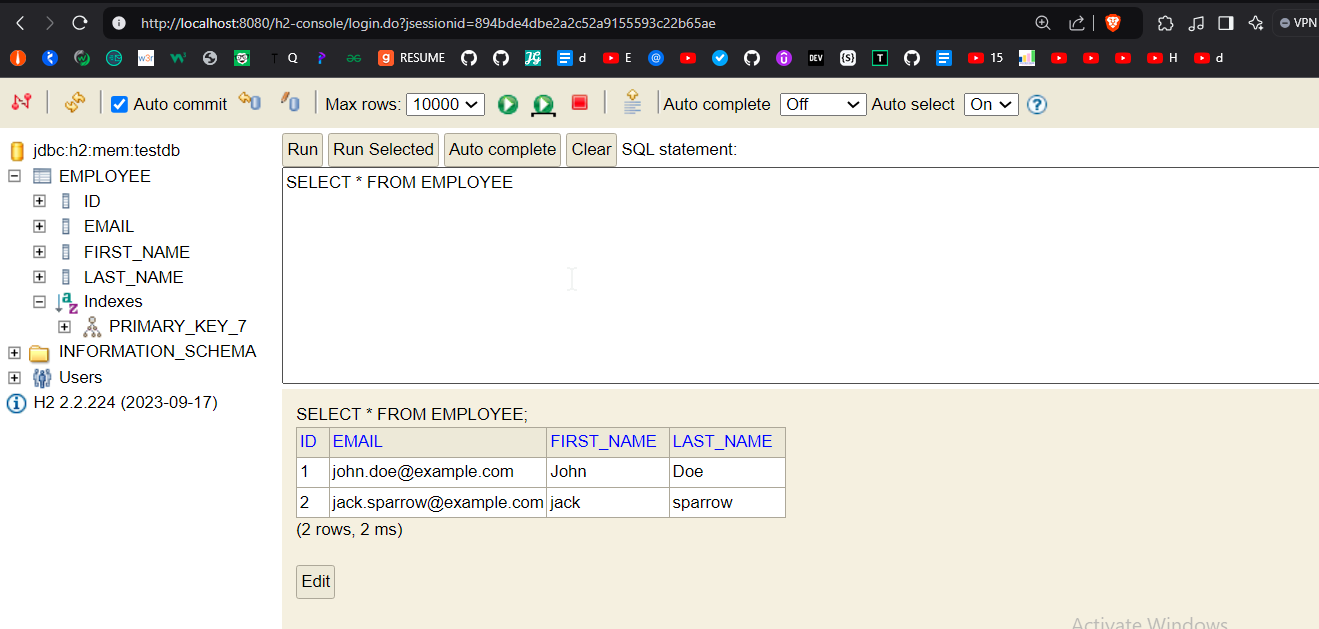 http://localhost:8080/h2-console/login.do?jsessionid=894bde4dbe2a2c52a9155593c22b65ae
VPN
w3r
Q
RESUME
d
E
DEV
{S}
T
15
H
d
Auto commit
Max rows: 10000
Auto complete Off
Auto select On
jdbc:h2:mem:testdb
EMPLOYEE
ID
EMAIL
FIRST_NAME
LAST_NAME
Indexes
PRIMARY_KEY_7
INFORMATION_SCHEMA
Users
H2 2.2.224 (2023-09-17)
Run Run Selected Auto complete Clear SQL statement:
SELECT * FROM EMPLOYEE
SELECT * FROM EMPLOYEE;
ID EMAIL FIRST_NAME LAST_NAME
1 john.doe@example.com John Doe
2 jack.sparrow@example.com jack sparrow
(2 rows, 2 ms)
Edit
Activate Windows